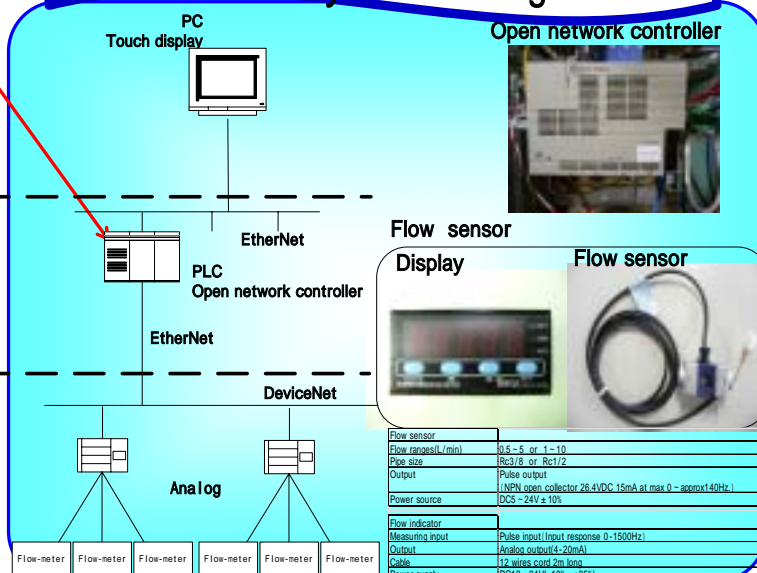 PC
Touch display
Open network controller
EtherNet
PLC
Open network controller
EtherNet
DeviceNet
Analog
Flow-meter Flow-meter Flow-meter Flow-meter Flow-meter Flow-meter
Flow sensor
Display
Flow sensor
Flow sensor
Flow ranges(L/min) 0.5~5 or 1~10
Pipe size Rc3/8 or Rc1/2
Output Pulse output
(NPN open collector 26.4VDC 15mA at max 0~approx140Hz.)
Power source DC5~24V±10%
Flow indicator
Measuring input Pulse input(Input response 0-1500Hz)
Output Analog output(4-20mA)
Cable 12 wires cord 2m long